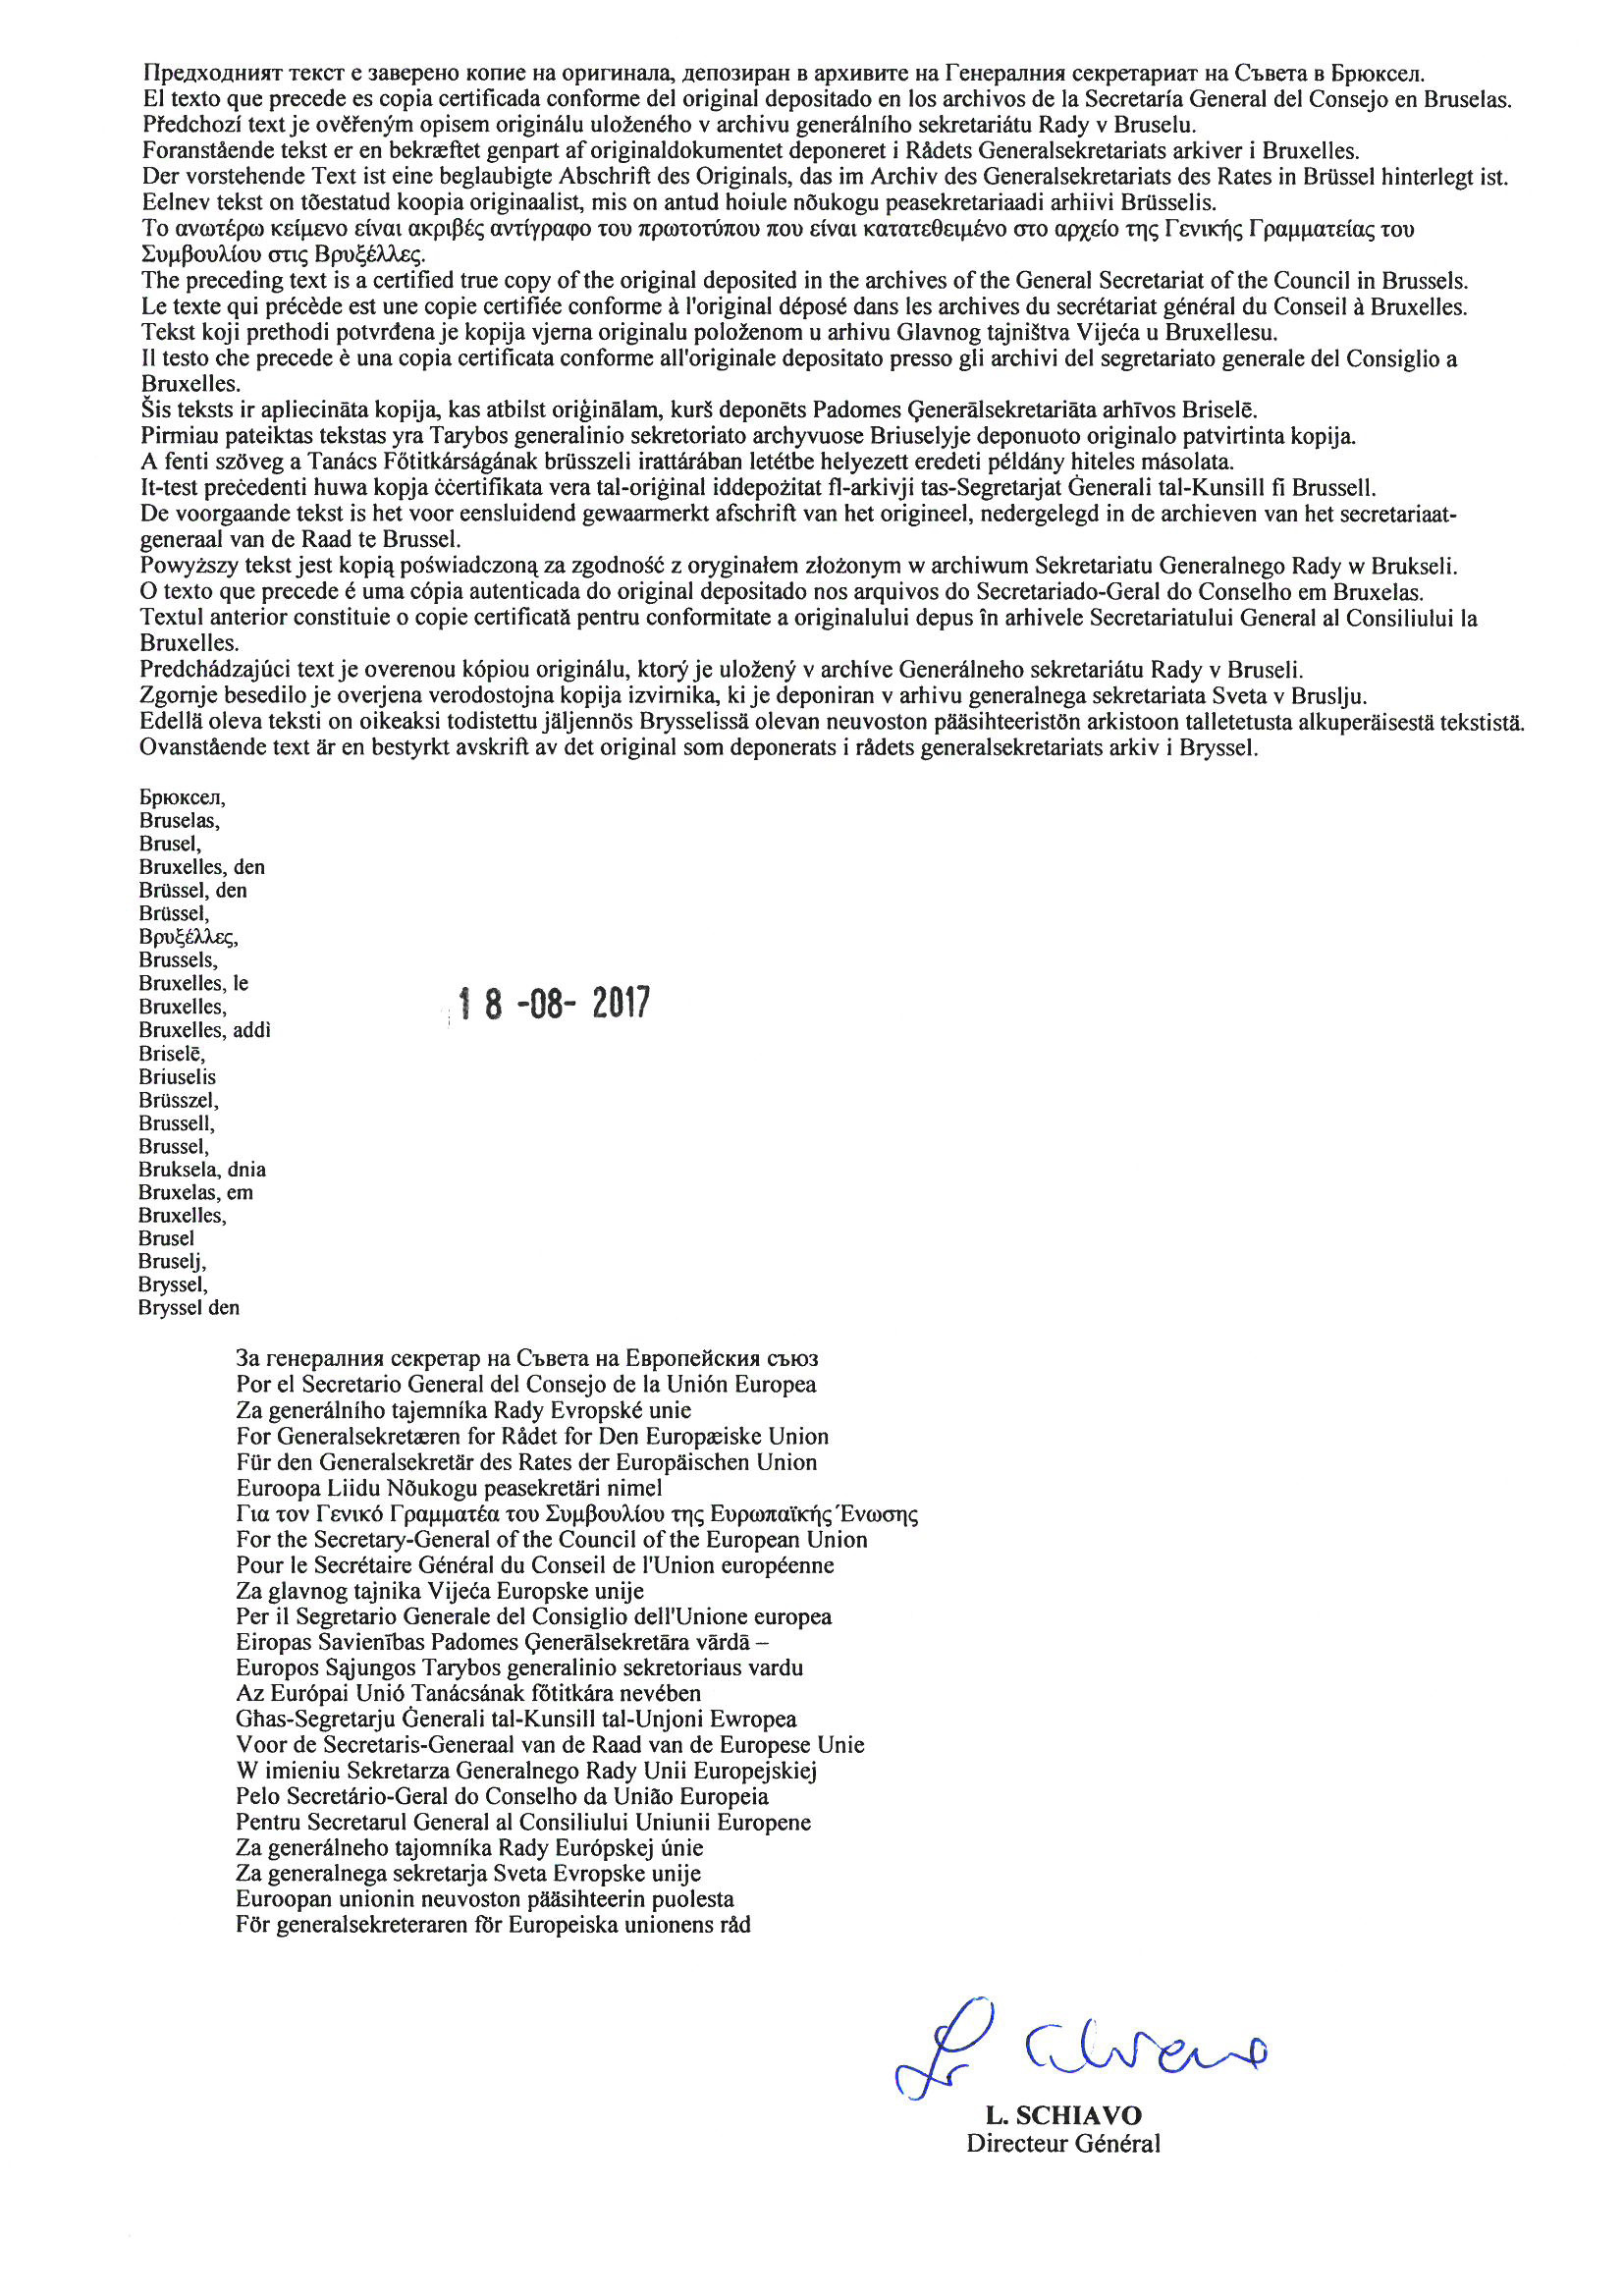 Предходният текст е заверено копие на оригинала, депозиран в архивите на Генералния секретариат на Съвета в Брюксел.
El texto que precede es copia certificada conforme del original depositado en los archivos de la Secretaría General del Consejo en Bruselas.
Předchozí text je ověřeným opisem originálu uloženého v archivu generálního sekretariátu Rady v Bruselu.
Foranstående tekst er en bekræftet genpart af originaldokumentet deponeret i Rådets Generalsekretariats arkiver i Bruxelles.
Der vorstehende Text ist eine beglaubigte Abschrift des Originals, das im Archiv des Generalsekretariats des Rates in Brüssel hinterlegt ist.
Eelnev tekst on tõestatud koopia originaalist, mis on antud hoiule nõukogu peasekretariaadi arhiivi Brüsselis.
Το ανωτέρω κείμενο είναι ακριβές αντίγραφο του πρωτοτύπου που είναι κατατεθειμένο στο αρχείο της Γενικής Γραμματείας του
Συμβουλίου στις Βρυξέλλες.
The preceding text is a certified true copy of the original deposited in the archives of the General Secretariat of the Council in Brussels.
Le texte qui précède est une copie certifiée conforme à l'original déposé dans les archives du secrétariat général du Conseil à Bruxelles.
Tekst koji prethodi potvrđena je kopija vjerna originalu položenom u arhivu Glavnog tajništva Vijeća u Bruxellesu.
Il testo che precede è una copia certificata conforme all'originale depositato presso gli archivi del segretariato generale del Consiglio a
Bruxelles.
Šis teksts ir apliecināta kopija, kas atbilst oriģinālam, kurš deponēts Padomes Ģenerālsekretariāta arhīvos Briselē.
Pirmiau pateiktas tekstas yra Tarybos generalinio sekretoriato archyvuose Briuselyje deponuoto originalo patvirtinta kopija.
A fenti szöveg a Tanács Főtitkárságának brüsszeli irattárában letétbe helyezett eredeti példány hiteles másolata.
It-test preċedenti huwa kopja ċċertifikata vera tal-oriġinal iddepożitat fl-arkivji tas-Segretarjat Ġenerali tal-Kunsill fi Brussell.
De voorgaande tekst is het voor eensluidend gewaarmerkt afschrift van het origineel, nedergelegd in de archieven van het secretariaat-
generaal van de Raad te Brussel.
Powyższy tekst jest kopią poświadczoną za zgodność z oryginałem złożonym w archiwum Sekretariatu Generalnego Rady w Brukseli.
O texto que precede é uma cópia autenticada do original depositado nos arquivos do Secretariado-Geral do Conselho em Bruxelas.
Textul anterior constituie o copie certificată pentru conformitate a originalului depus în arhivele Secretariatului General al Consiliului la
Bruxelles.
Predchádzajúci text je overenou kópiou originálu, ktorý je uložený v archíve Generálneho sekretariátu Rady v Bruseli.
Zgornje besedilo je overjena verodostojna kopija izvirnika, ki je deponiran v arhivu generalnega sekretariata Sveta v Bruslju.
Edellä oleva teksti on oikeaksi todistettu jäljennös Brysselissä olevan neuvoston pääsihteeristön arkistoon talletetusta alkuperäisestä tekstistä.
Ovanstående text är en bestyrkt avskrift av det original som deponerats i rådets generalsekretariats arkiv i Bryssel.
Брюксел,
Bruselas,
Brusel,
Bruxelles, den
Brüssel, den
Brüssel,
Βρυξέλλες,
Brussels,
Bruxelles, le
Bruxelles,
18 -08- 2017
Bruxelles, addì
Briselē,
Briuselis
Brüsszel,
Brussell,
Brussel,
Bruksela, dnia
Bruxelas, em
Bruxelles,
Brusel
Bruselj,
Bryssel,
Bryssel den
За генералния секретар на Съвета на Европейския съюз
Por el Secretario General del Consejo de la Unión Europea
Za generálního tajemníka Rady Evropské unie
For Generalsekretæren for Rådet for Den Europæiske Union
Für den Generalsekretär des Rates der Europäischen Union
Euroopa Liidu Nõukogu peasekretäri nimel
Για τον Γενικό Γραμματέα του Συμβουλίου της Ευρωπαϊκής Ένωσης
For the Secretary-General of the Council of the European Union
Pour le Secrétaire Général du Conseil de l'Union européenne
Za glavnog tajnika Vijeća Europske unije
Per il Segretario Generale del Consiglio dell'Unione europea
Eiropas Savienības Padomes Ģenerālsekretāra vārdā –
Europos Sąjungos Tarybos generalinio sekretoriaus vardu
Az Európai Unió Tanácsának főtitkára nevében
Għas-Segretarju Ġenerali tal-Kunsill tal-Unjoni Ewropea
Voor de Secretaris-Generaal van de Raad van de Europese Unie
W imieniu Sekretarza Generalnego Rady Unii Europejskiej
Pelo Secretário-Geral do Conselho da União Europeia
Pentru Secretarul General al Consiliului Uniunii Europene
Za generálneho tajomníka Rady Európskej únie
Za generalnega sekretarja Sveta Evropske unije
Euroopan unionin neuvoston pääsihteerin puolesta
För generalsekreteraren för Europeiska unionens råd
L. SCHIAVO
Directeur Général